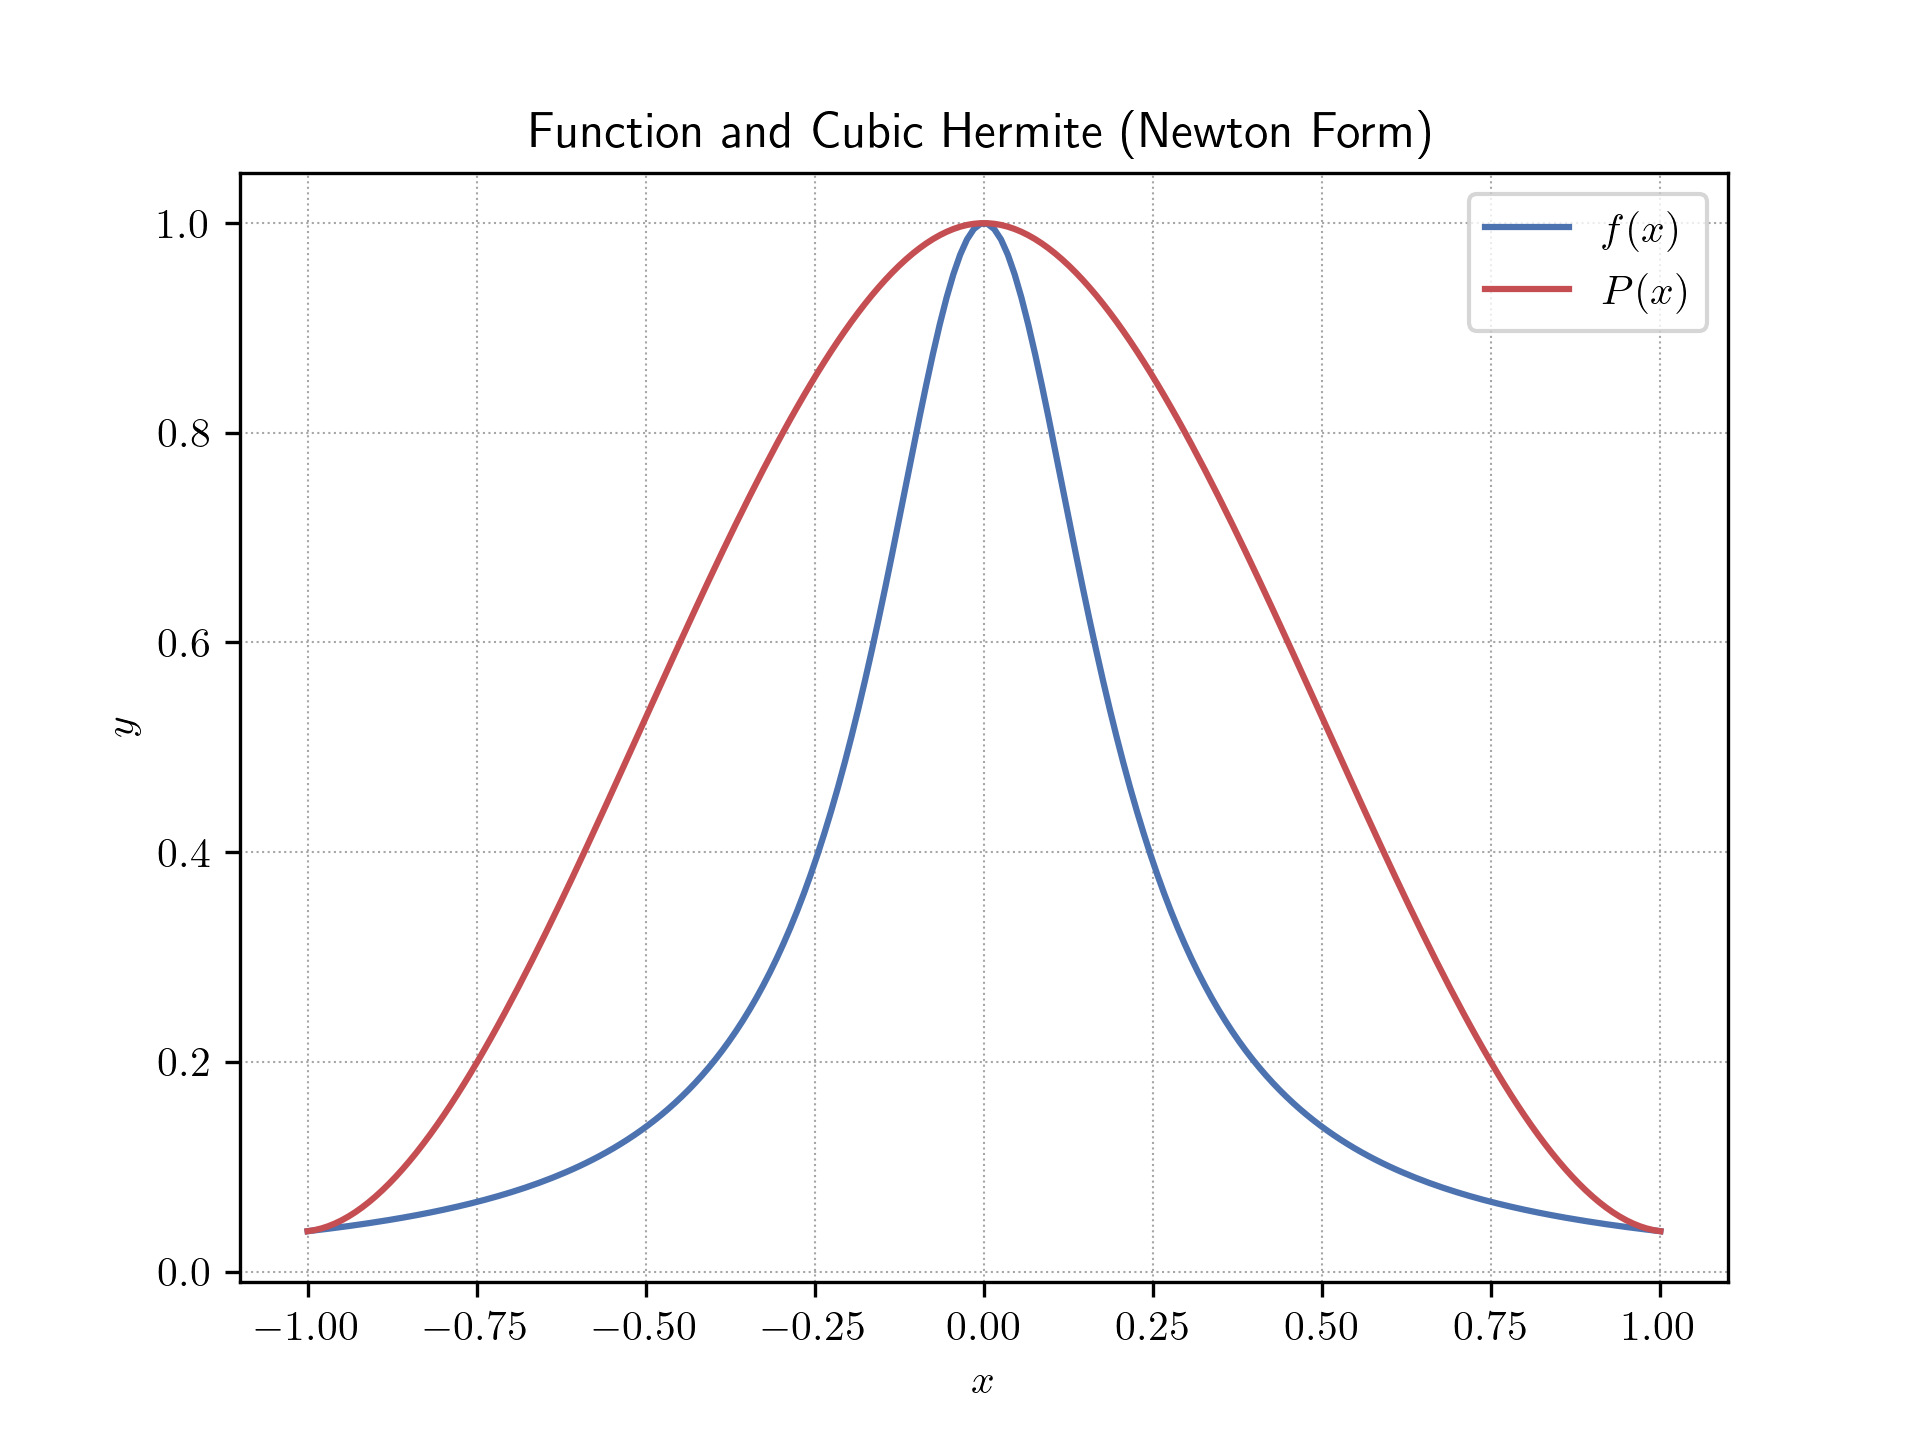 Function and Cubic Hermite (Newton Form)
f(x)
P(x)
1.0
0.8
0.6
0.4
0.2
0.0
y
−1.00 −0.75 −0.50 −0.25 0.00 0.25 0.50 0.75 1.00
x